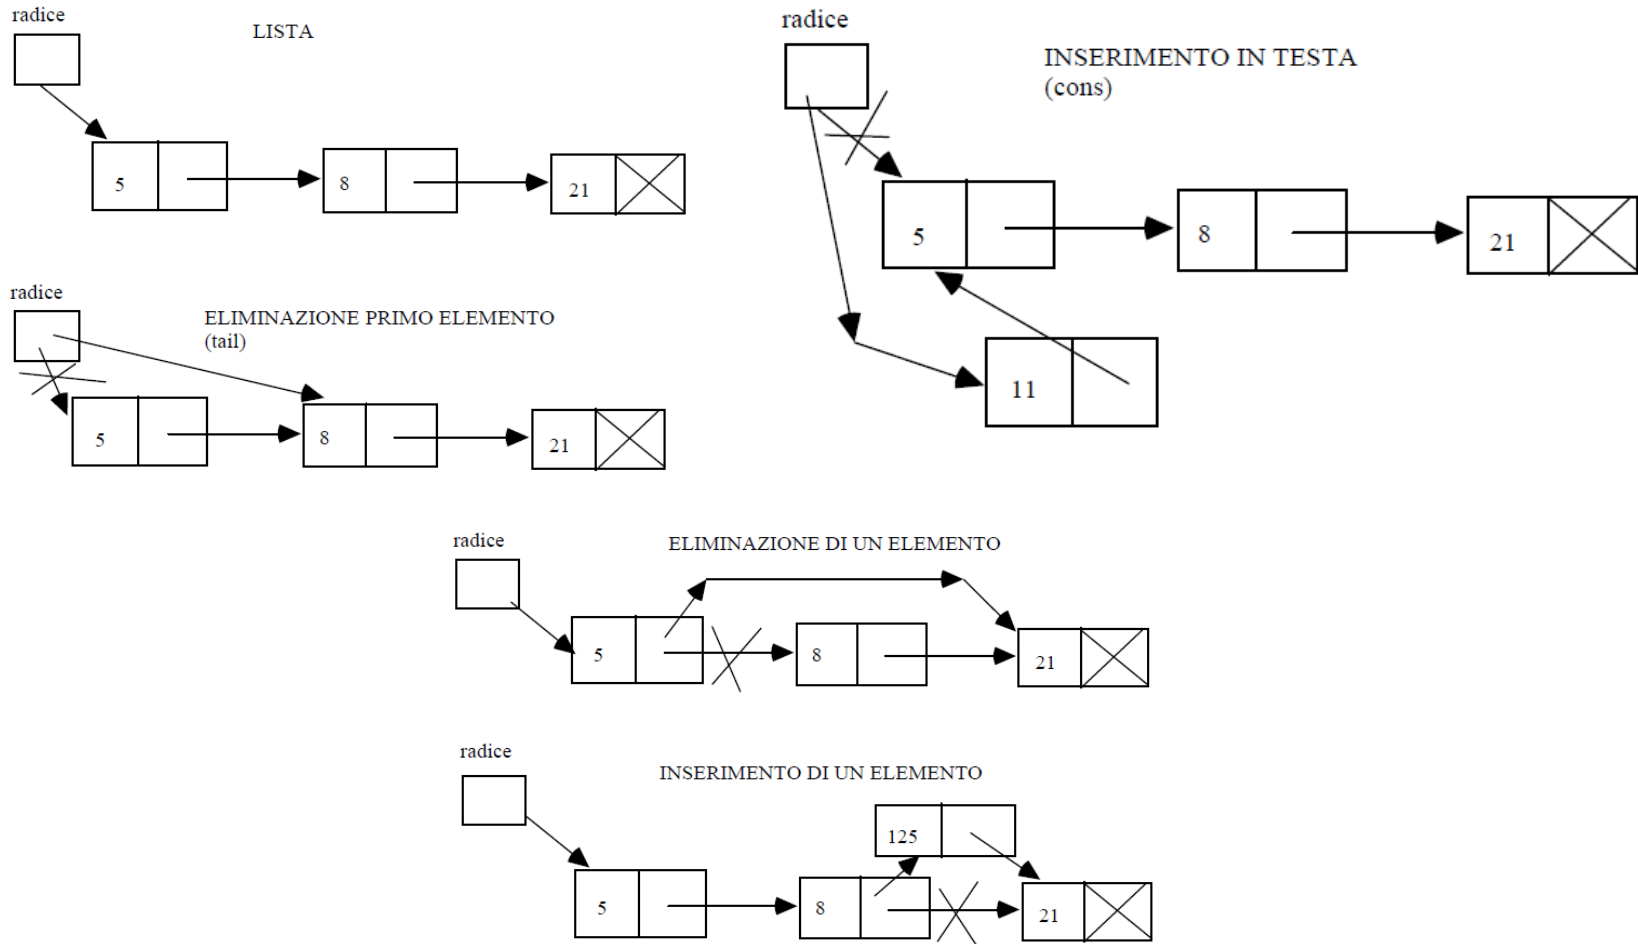 radice
LISTA
5 8 21
radice
INSERIMENTO IN TESTA
(cons)
5 8 21
11
radice
ELIMINAZIONE PRIMO ELEMENTO
(tail)
5 8 21
radice
ELIMINAZIONE DI UN ELEMENTO
5 8 21
radice
INSERIMENTO DI UN ELEMENTO
125
5 8 21